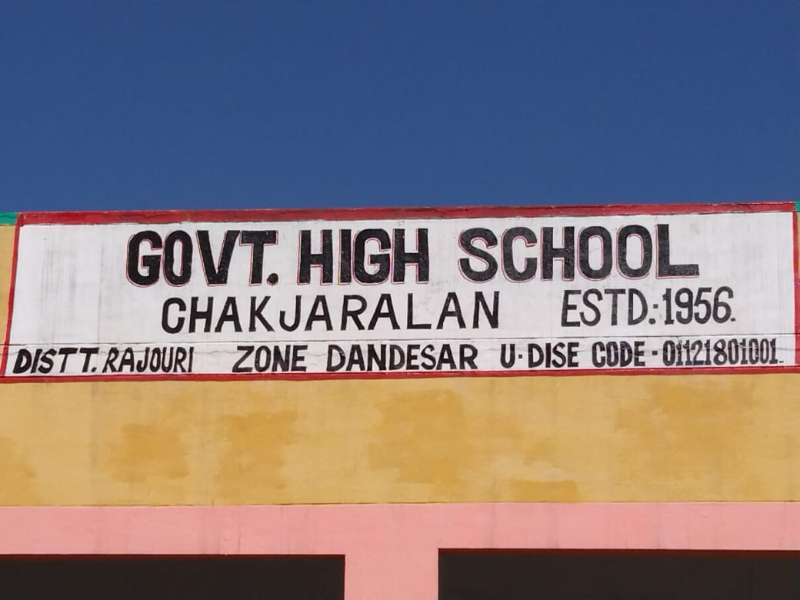 GOVT. HIGH SCHOOL
CHAKJARALAN ESTD:-1956.
DISTT. RAJOURI ZONE DANDESAR U-DISE CODE-01121801001.